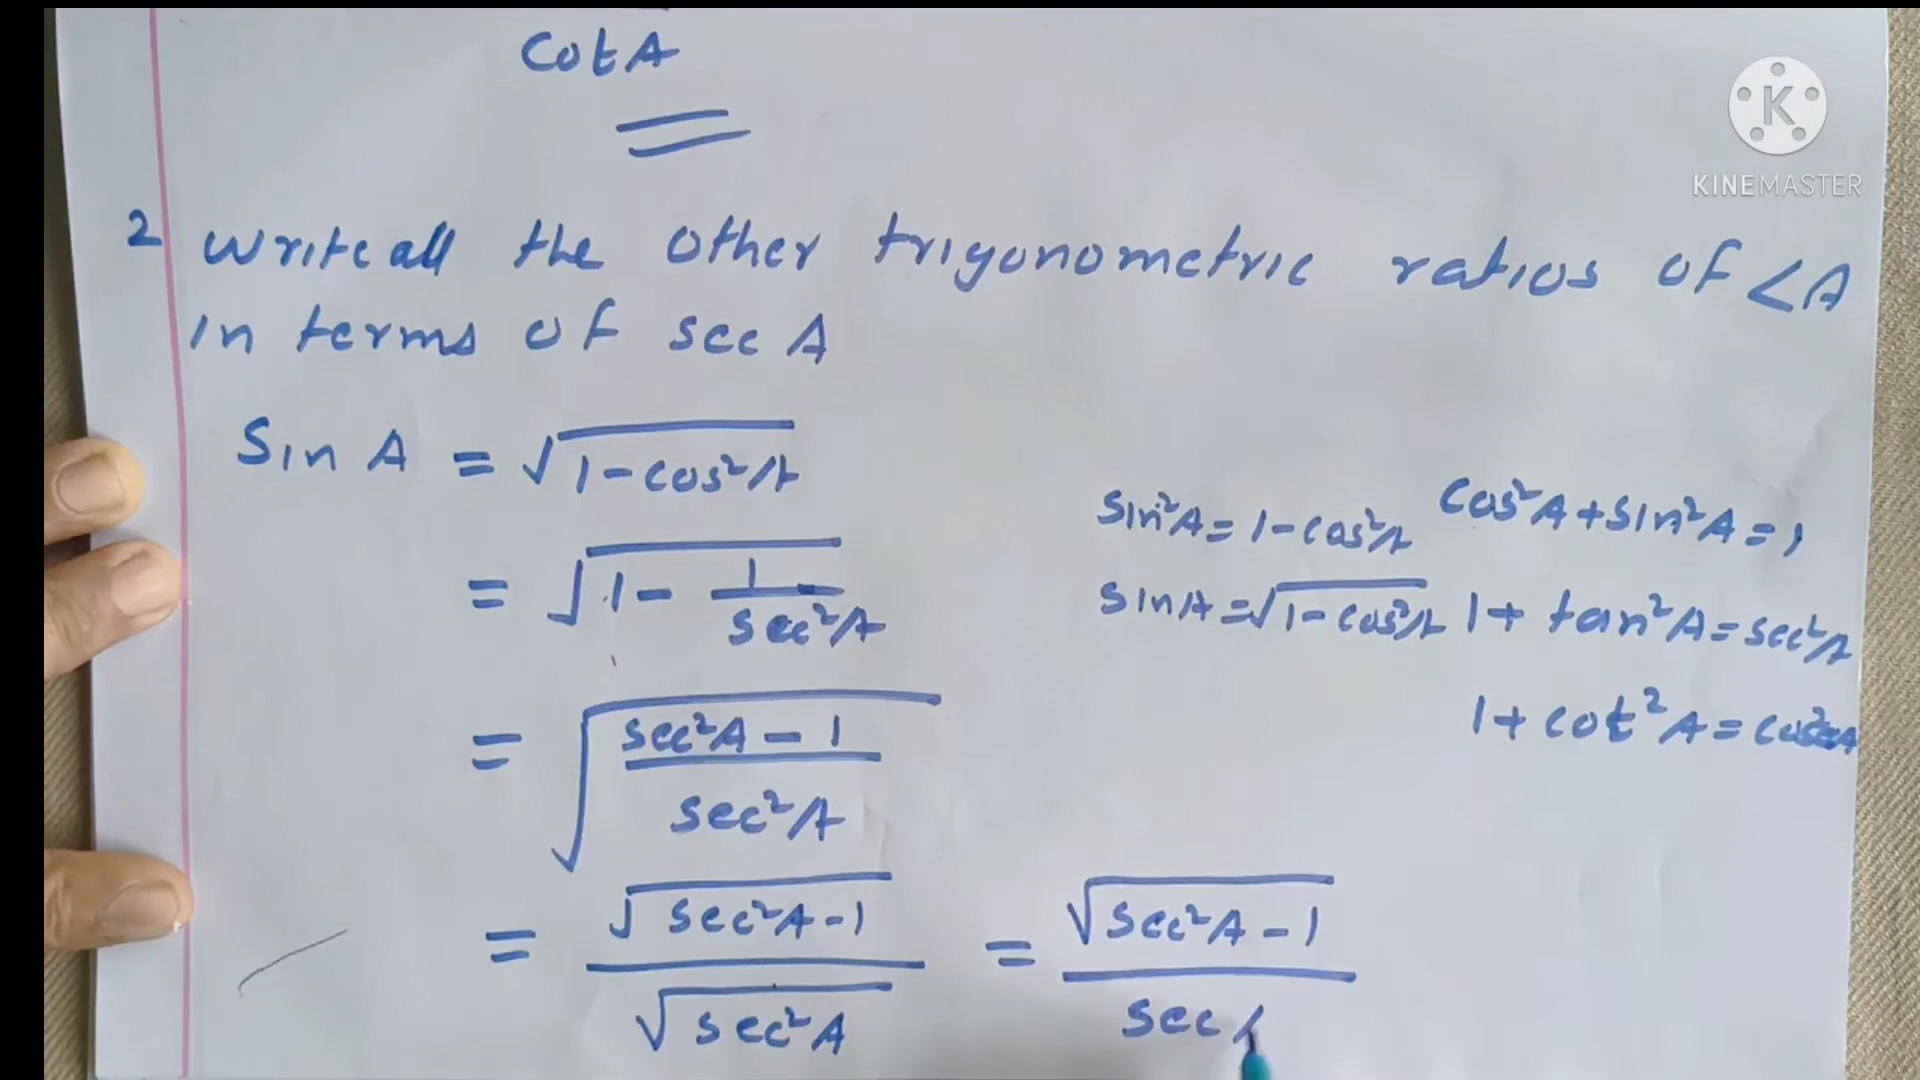 Cot A
K
KINEMASTER
2 Write all the other trigonometric ratios of ∠A
in terms of sec A
Sin A = √1-cos²A
= √1 - 1/sec²A
= √sec²A - 1/sec²A
= √sec²A-1/√sec²A = √sec²A-1/sec A
Sin²A = 1-cos²A
sin A = √1-cos²A
Cos²A + sin²A = 1
1+ tan²A = sec²A
1+ cot²A = cosec²A